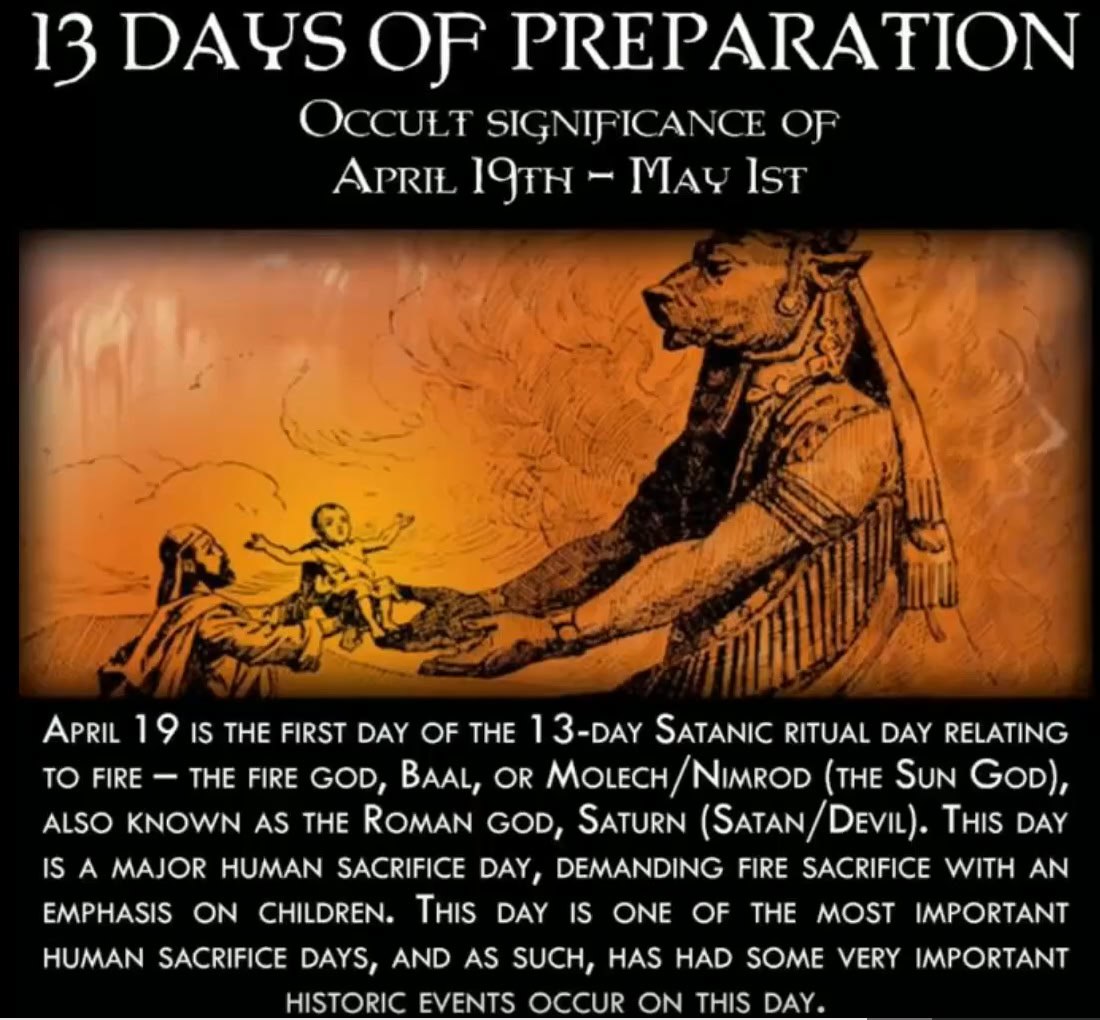 13 DAYS OF PREPARATION
OCCULT SIGNIFICANCE OF
APRIL 19TH – MAY 1ST
APRIL 19 IS THE FIRST DAY OF THE 13-DAY SATANIC RITUAL DAY RELATING
TO FIRE – THE FIRE GOD, BAAL, OR MOLECH/NIMROD (THE SUN GOD),
ALSO KNOWN AS THE ROMAN GOD, SATURN (SATAN/DEVIL). THIS DAY
IS A MAJOR HUMAN SACRIFICE DAY, DEMANDING FIRE SACRIFICE WITH AN
EMPHASIS ON CHILDREN. THIS DAY IS ONE OF THE MOST IMPORTANT
HUMAN SACRIFICE DAYS, AND AS SUCH, HAS HAD SOME VERY IMPORTANT
HISTORIC EVENTS OCCUR ON THIS DAY.